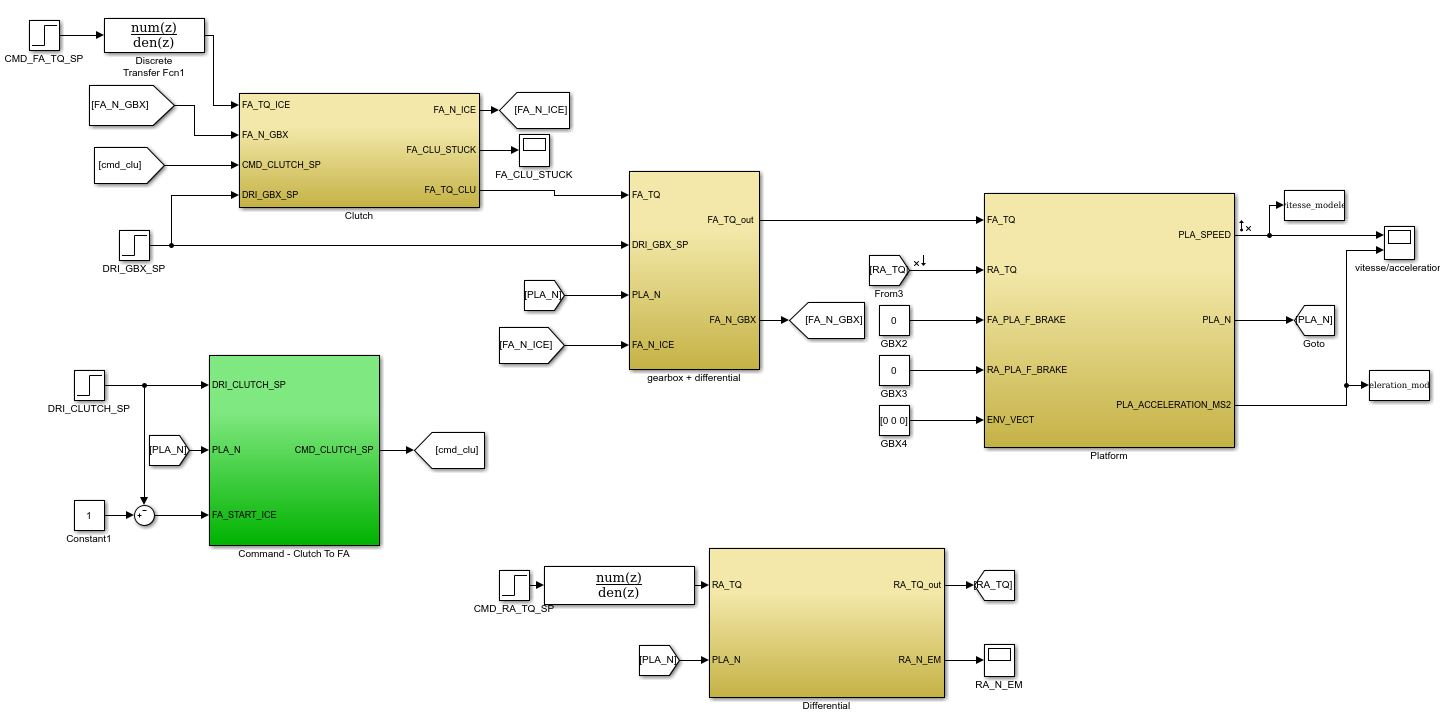 CMD_FA_TQ_SP
num(z)
den(z)
Discrete
Transfer Fcn1
[FA_N_GBX]
[cmd_clu]
DRI_GBX_SP
FA_TQ_ICE
FA_N_GBX
CMD_CLUTCH_SP
DRI_GBX_SP
FA_N_ICE
FA_CLU_STUCK
FA_TQ_CLU
Clutch
[FA_N_ICE]
FA_CLU_STUCK
[PLA_N]
[FA_N_ICE]
FA_TQ
DRI_GBX_SP
PLA_N
FA_N_ICE
FA_TQ_out
FA_N_GBX
gearbox + differential
[FA_N_GBX]
[RA_TQ]
From3
0
GBX2
0
GBX3
[0 0 0]
GBX4
FA_TQ
RA_TQ
FA_PLA_F_BRAKE
RA_PLA_F_BRAKE
ENV_VECT
PLA_SPEED
PLA_N
PLA_ACCELERATION_MS2
Platform
vitesse_modele
vitesse/acceleration
[PLA_N]
Goto
eleration_mod
DRI_CLUTCH_SP
[PLA_N]
1
Constant1
DRI_CLUTCH_SP
PLA_N
FA_START_ICE
CMD_CLUTCH_SP
Command - Clutch To FA
[cmd_clu]
CMD_RA_TQ_SP
num(z)
den(z)
[PLA_N]
RA_TQ
PLA_N
RA_TQ_out
RA_N_EM
Differential
[RA_TQ]
RA_N_EM